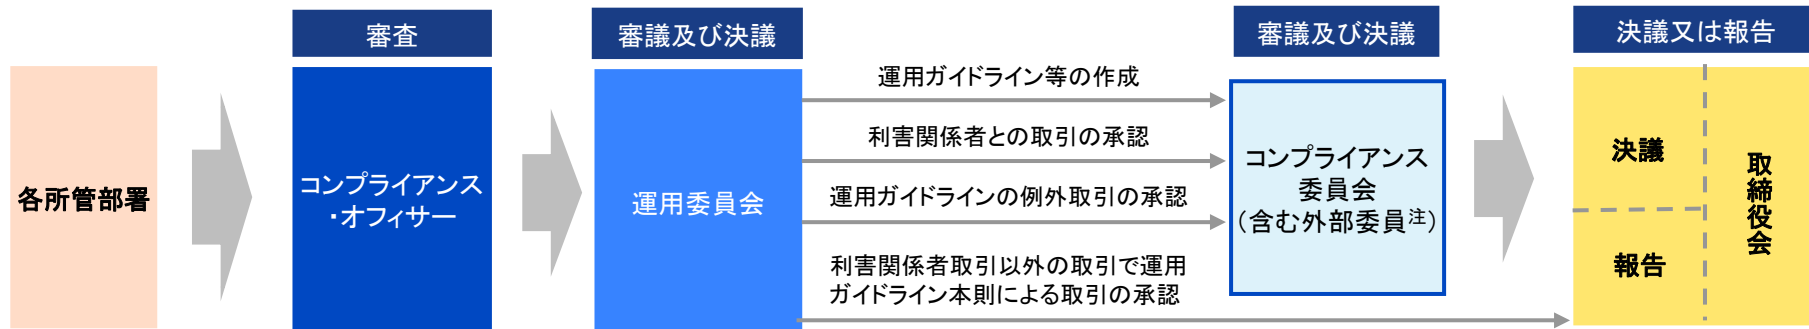 審査
審議及び決議
審議及び決議
決議又は報告
各所管部署
コンプライアンス
・オフィサー
運用委員会
運用ガイドライン等の作成
利害関係者との取引の承認
運用ガイドラインの例外取引の承認
利害関係者取引以外の取引で運用
ガイドライン本則による取引の承認
コンプライアンス
委員会
(含む外部委員注)
決議
報告
取締役会